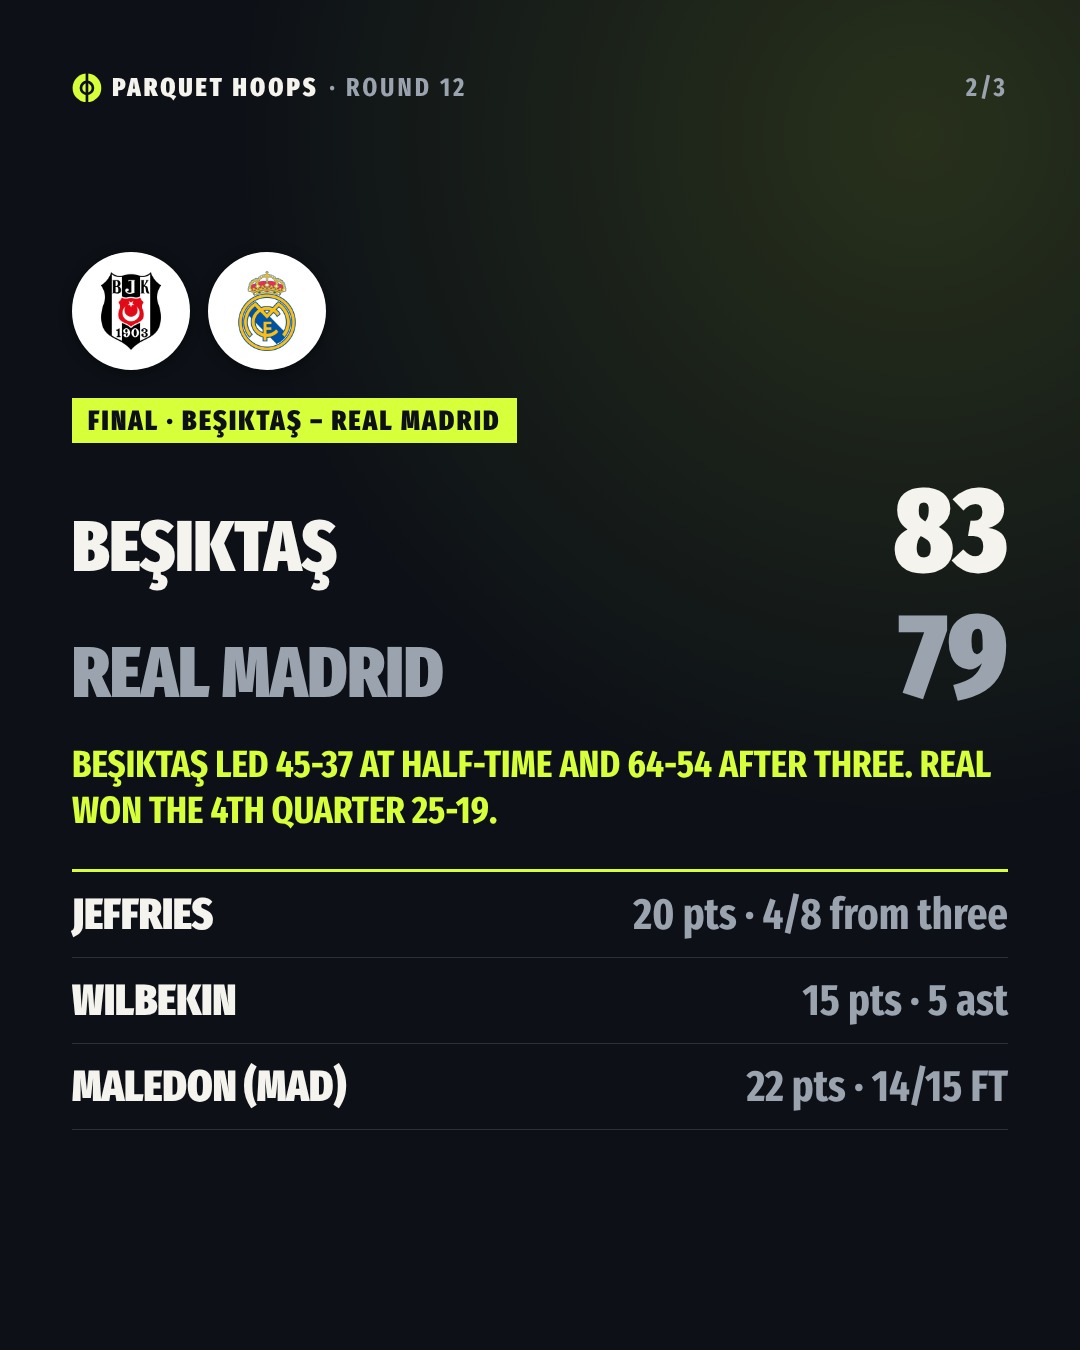 PARQUET HOOPS · ROUND 12
2/3
BJK
1903
FINAL · BEŞIKTAŞ – REAL MADRID
BEŞIKTAŞ 83
REAL MADRID 79
BEŞIKTAŞ LED 45-37 AT HALF-TIME AND 64-54 AFTER THREE. REAL
WON THE 4TH QUARTER 25-19.
JEFFRIES 20 pts · 4/8 from three
WILBEKIN 15 pts · 5 ast
MALEDON (MAD) 22 pts · 14/15 FT